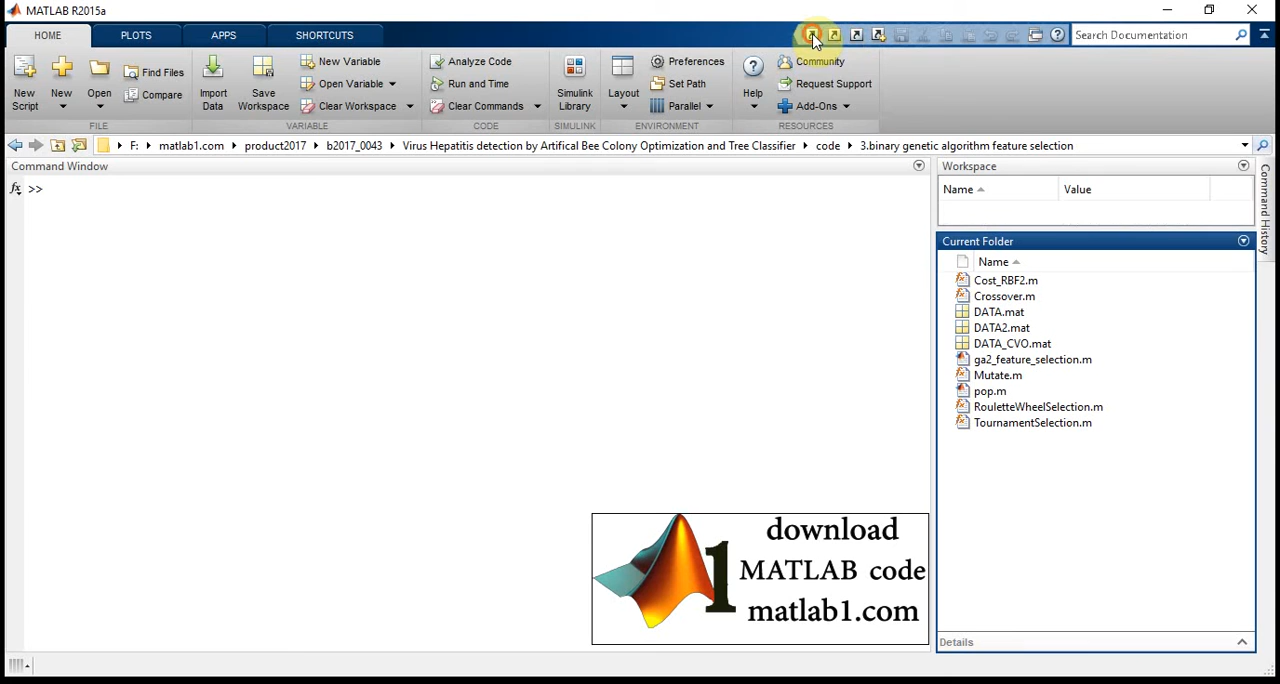 MATLAB R2015a
HOME
PLOTS
APPS
SHORTCUTS
Search Documentation
New Script
New
Open
Find Files
Compare
FILE
Import Data
Save Workspace
New Variable
Open Variable
Clear Workspace
VARIABLE
Analyze Code
Run and Time
Clear Commands
CODE
Simulink Library
SIMULINK
Layout
Preferences
Set Path
Parallel
ENVIRONMENT
Help
Community
Request Support
Add-Ons
RESOURCES
F: ▸ matlab1.com ▸ product2017 ▸ b2017_0043 ▸ Virus Hepatitis detection by Artifical Bee Colony Optimization and Tree Classifier ▸ code ▸ 3.binary genetic algorithm feature selection
Command Window
fx >>
Workspace
Name
Value
Command History
Current Folder
Name
Cost_RBF2.m
Crossover.m
DATA.mat
DATA2.mat
DATA_CVO.mat
ga2_feature_selection.m
Mutate.m
pop.m
RouletteWheelSelection.m
TournamentSelection.m
Details
1
download
MATLAB code
matlab1.com